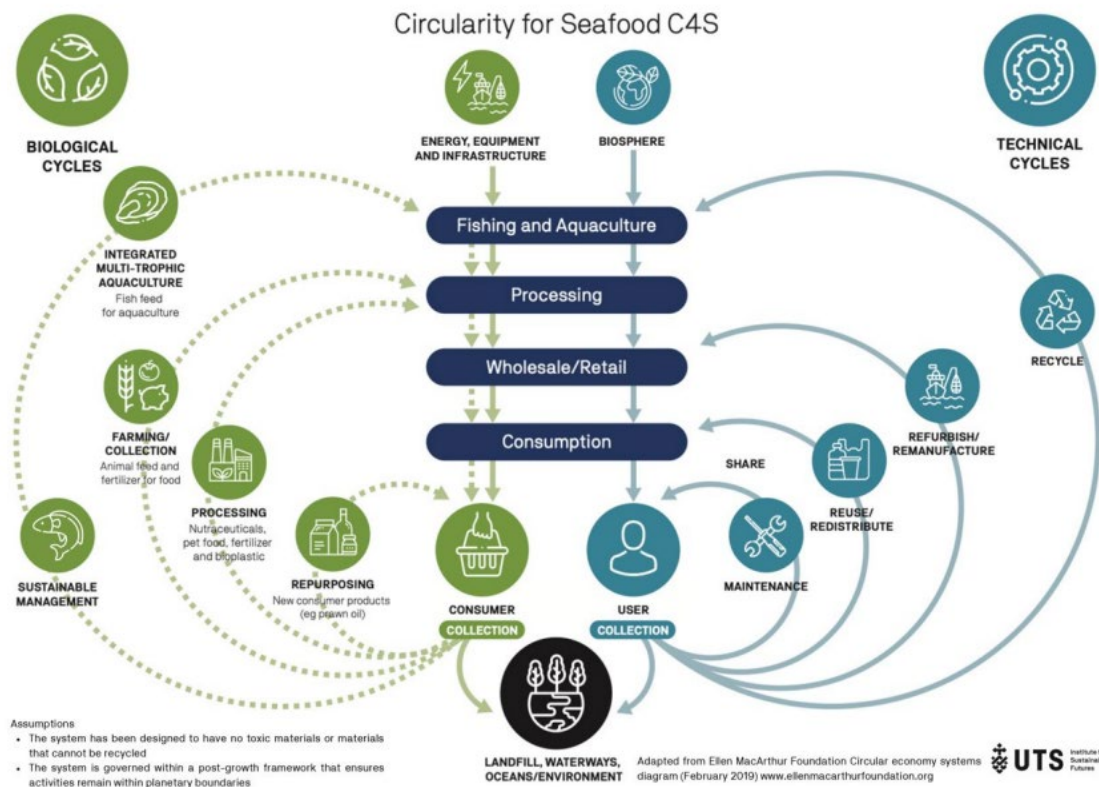 Circularity for Seafood C4S
BIOLOGICAL
CYCLES
ENERGY, EQUIPMENT
AND INFRASTRUCTURE
BIOSPHERE
TECHNICAL
CYCLES
Fishing and Aquaculture
Processing
Wholesale/Retail
Consumption
INTEGRATED
MULTI-TROPHIC
AQUACULTURE
Fish feed
for aquaculture
FARMING/
COLLECTION
Animal feed and
fertilizer for food
PROCESSING
Nutraceuticals,
pet food, fertilizer
and bioplastic
SUSTAINABLE
MANAGEMENT
REPURPOSING
New consumer products
(eg prawn oil)
CONSUMER
COLLECTION
USER
COLLECTION
SHARE
MAINTENANCE
REUSE/
REDISTRIBUTE
REFURBISH/
REMANUFACTURE
RECYCLE
LANDFILL, WATERWAYS,
OCEANS/ENVIRONMENT
Assumptions
• The system has been designed to have no toxic materials or materials
that cannot be recycled
• The system is governed within a post-growth framework that ensures
activities remain within planetary boundaries
Adapted from Ellen MacArthur Foundation Circular economy systems
diagram (February 2019) www.ellenmacarthurfoundation.org
UTS
Institute
Sustaina
Futures